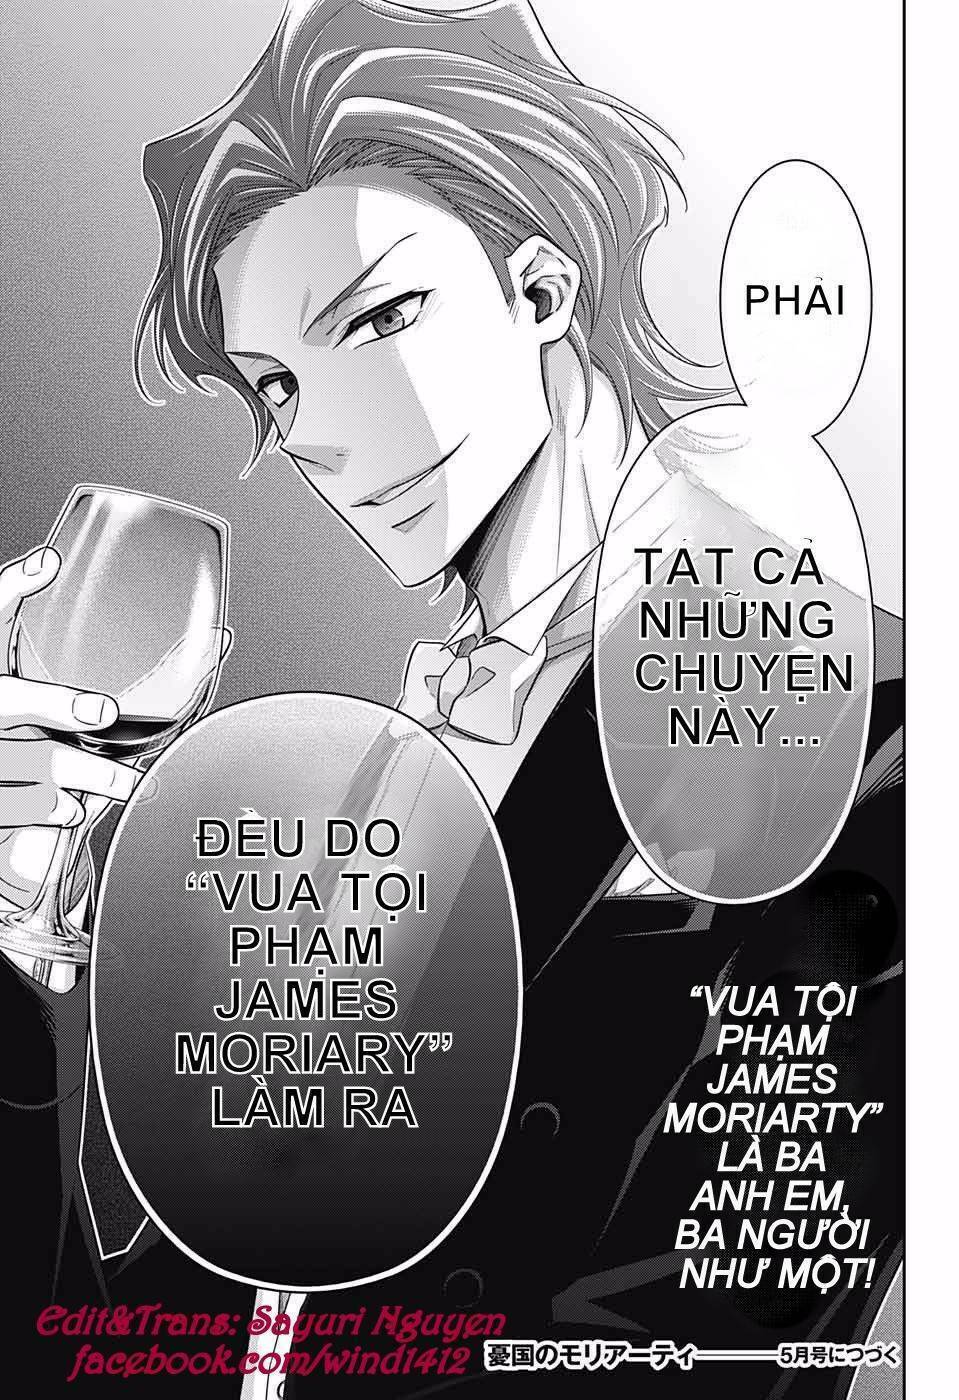 PHẢI
TẤT CẢ
NHỮNG
CHUYỆN
NÀY...
ĐỀU DO
“VUA TỘI
PHẠM
JAMES
MORIARY”
LÀM RA
“VUA TỘI
PHẠM
JAMES
MORIARTY”
LÀ BA
ANH EM,
BA NGƯỜI
NHƯ MỘT!
Edit&Trans: Sayuri Nguyen
facebook.com/wind1412
憂国のモリアーティ━━━━5月号につづく